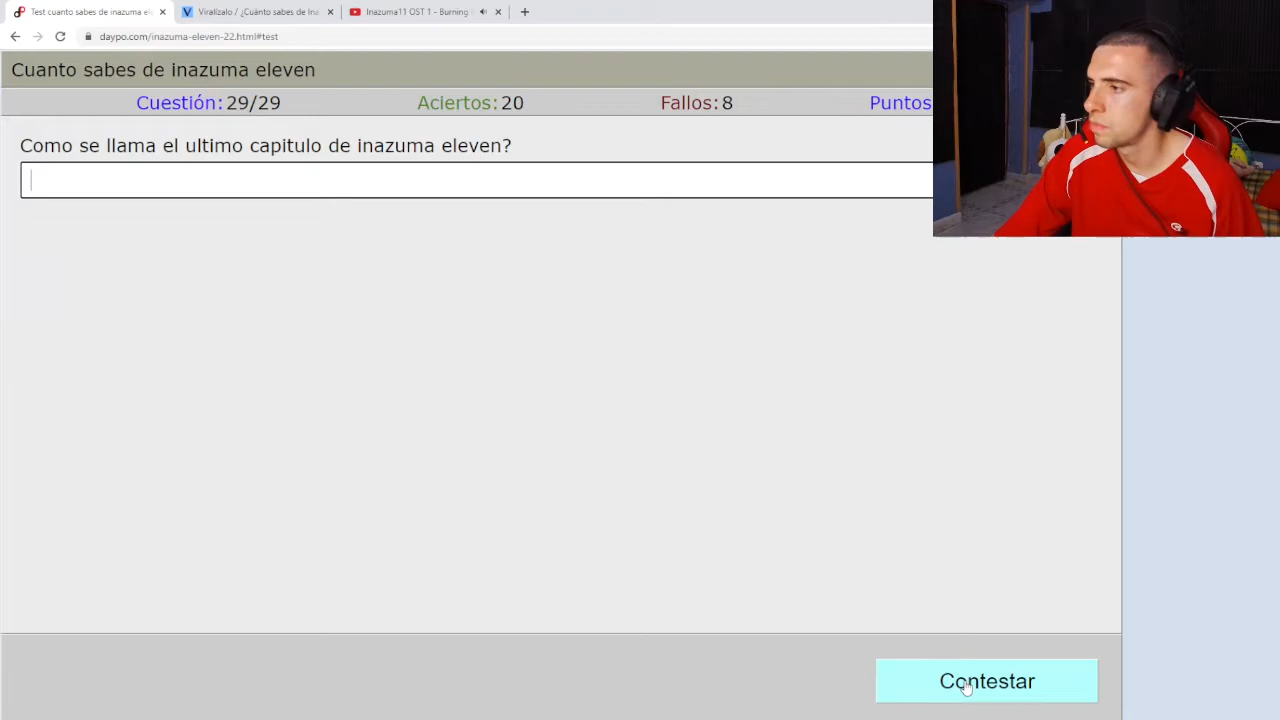 Test cuanto sabes de inazuma ele
Viralízalo / ¿Cuánto sabes de Ina
Inazuma11 OST 1 - Burning
daypo.com/inazuma-eleven-22.html#test
Cuanto sabes de inazuma eleven
Cuestión: 29/29 Aciertos: 20 Fallos: 8 Puntos
Como se llama el ultimo capitulo de inazuma eleven?
Contestar